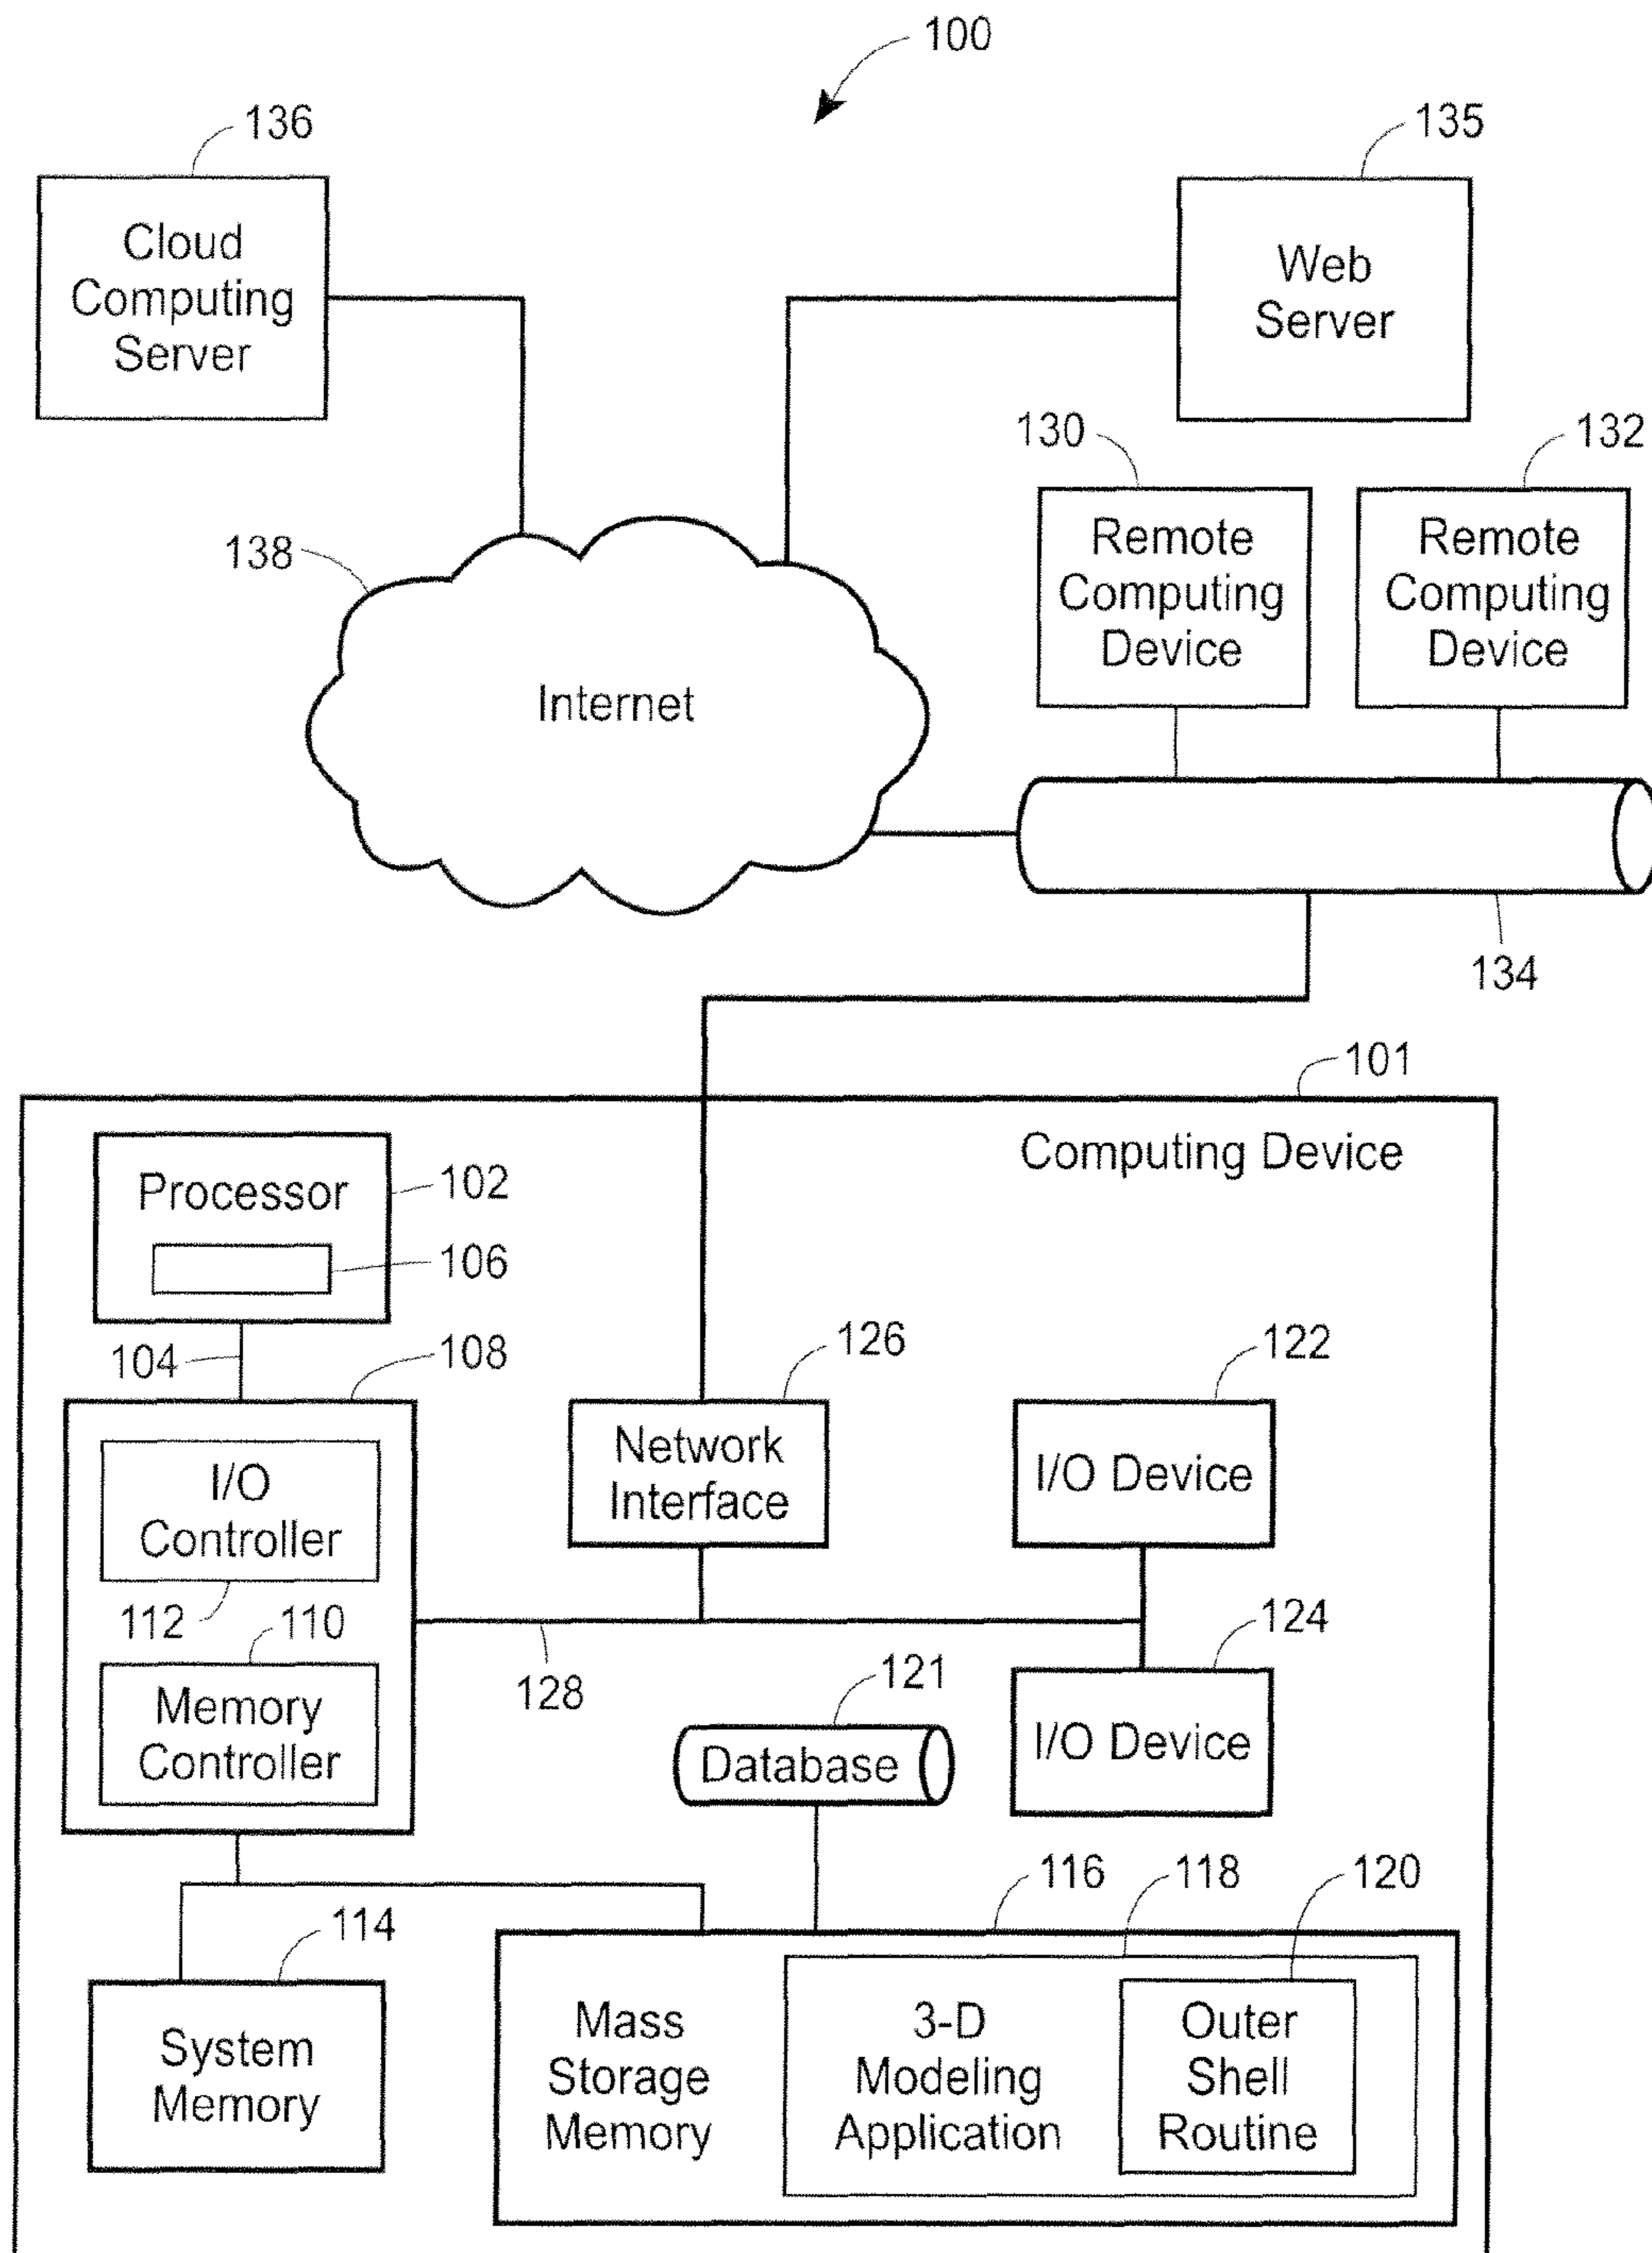 100
136
135
Cloud
Computing
Server
Web
Server
130
132
Remote
Computing
Device
Remote
Computing
Device
138
Internet
134
101
Computing Device
Processor
102
106
104
108
126
122
I/O
Controller
Network
Interface
I/O Device
112
110
128
124
121
Memory
Controller
Database
I/O Device
116
118
120
114
System
Memory
Mass
Storage
Memory
3-D
Modeling
Application
Outer
Shell
Routine